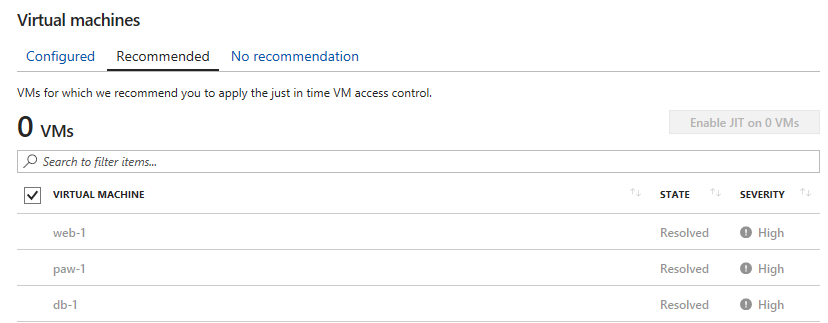 Virtual machines
Configured Recommended No recommendation
VMs for which we recommend you to apply the just in time VM access control.
0 VMs Enable JIT on 0 VMs
Search to filter items...
VIRTUAL MACHINE STATE SEVERITY
web-1 Resolved High
paw-1 Resolved High
db-1 Resolved High